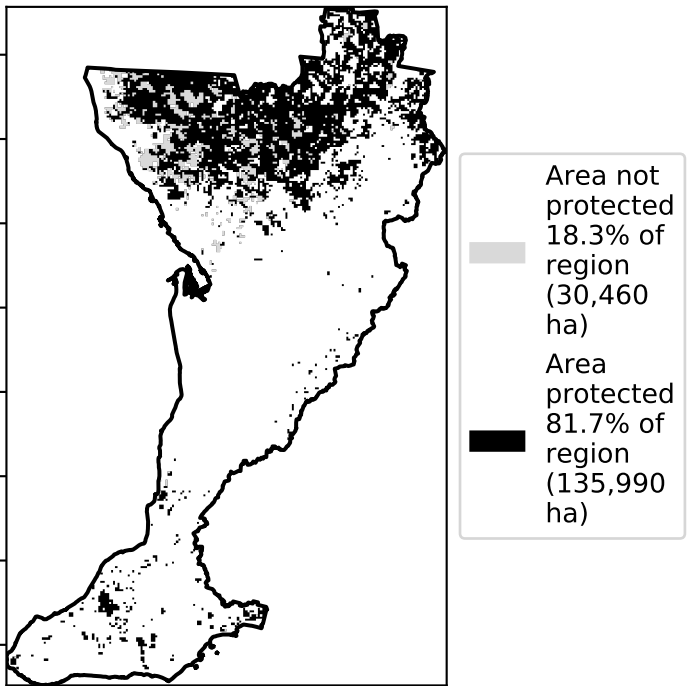 Area not
protected
18.3% of
region
(30,460
ha)
Area
protected
81.7% of
region
(135,990
ha)